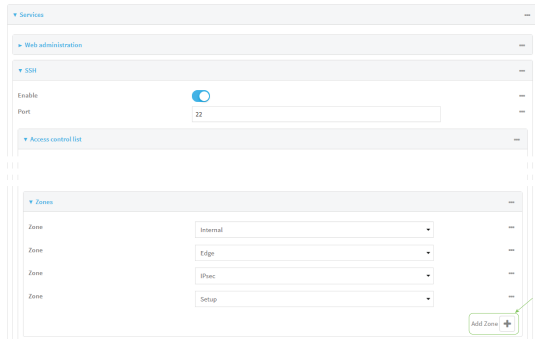 Services
Web administration
SSH
Enable
Port 22
Access control list
Zones
Zone Internal
Zone Edge
Zone IPsec
Zone Setup
Add Zone